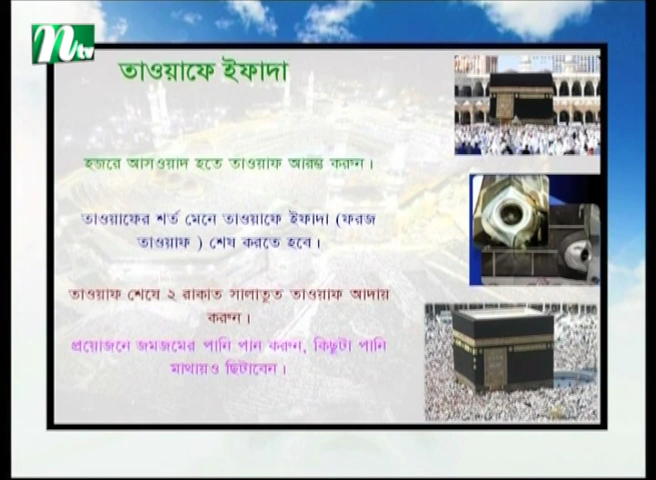 ntv
তাওয়াফে ইফাদা
হজরে আসওয়াদ হতে তাওয়াফ আরম্ভ করুন।
তাওয়াফের শর্ত মেনে তাওয়াফে ইফাদা (ফরজ
তাওয়াফ ) শেষ করতে হবে।
তাওয়াফ শেষে ২ রাকাত সালাতুত তাওয়াফ আদায়
করুন।
প্রয়োজনে জমজমের পানি পান করুন, কিছুটা পানি
মাথায়ও ছিটাবেন।